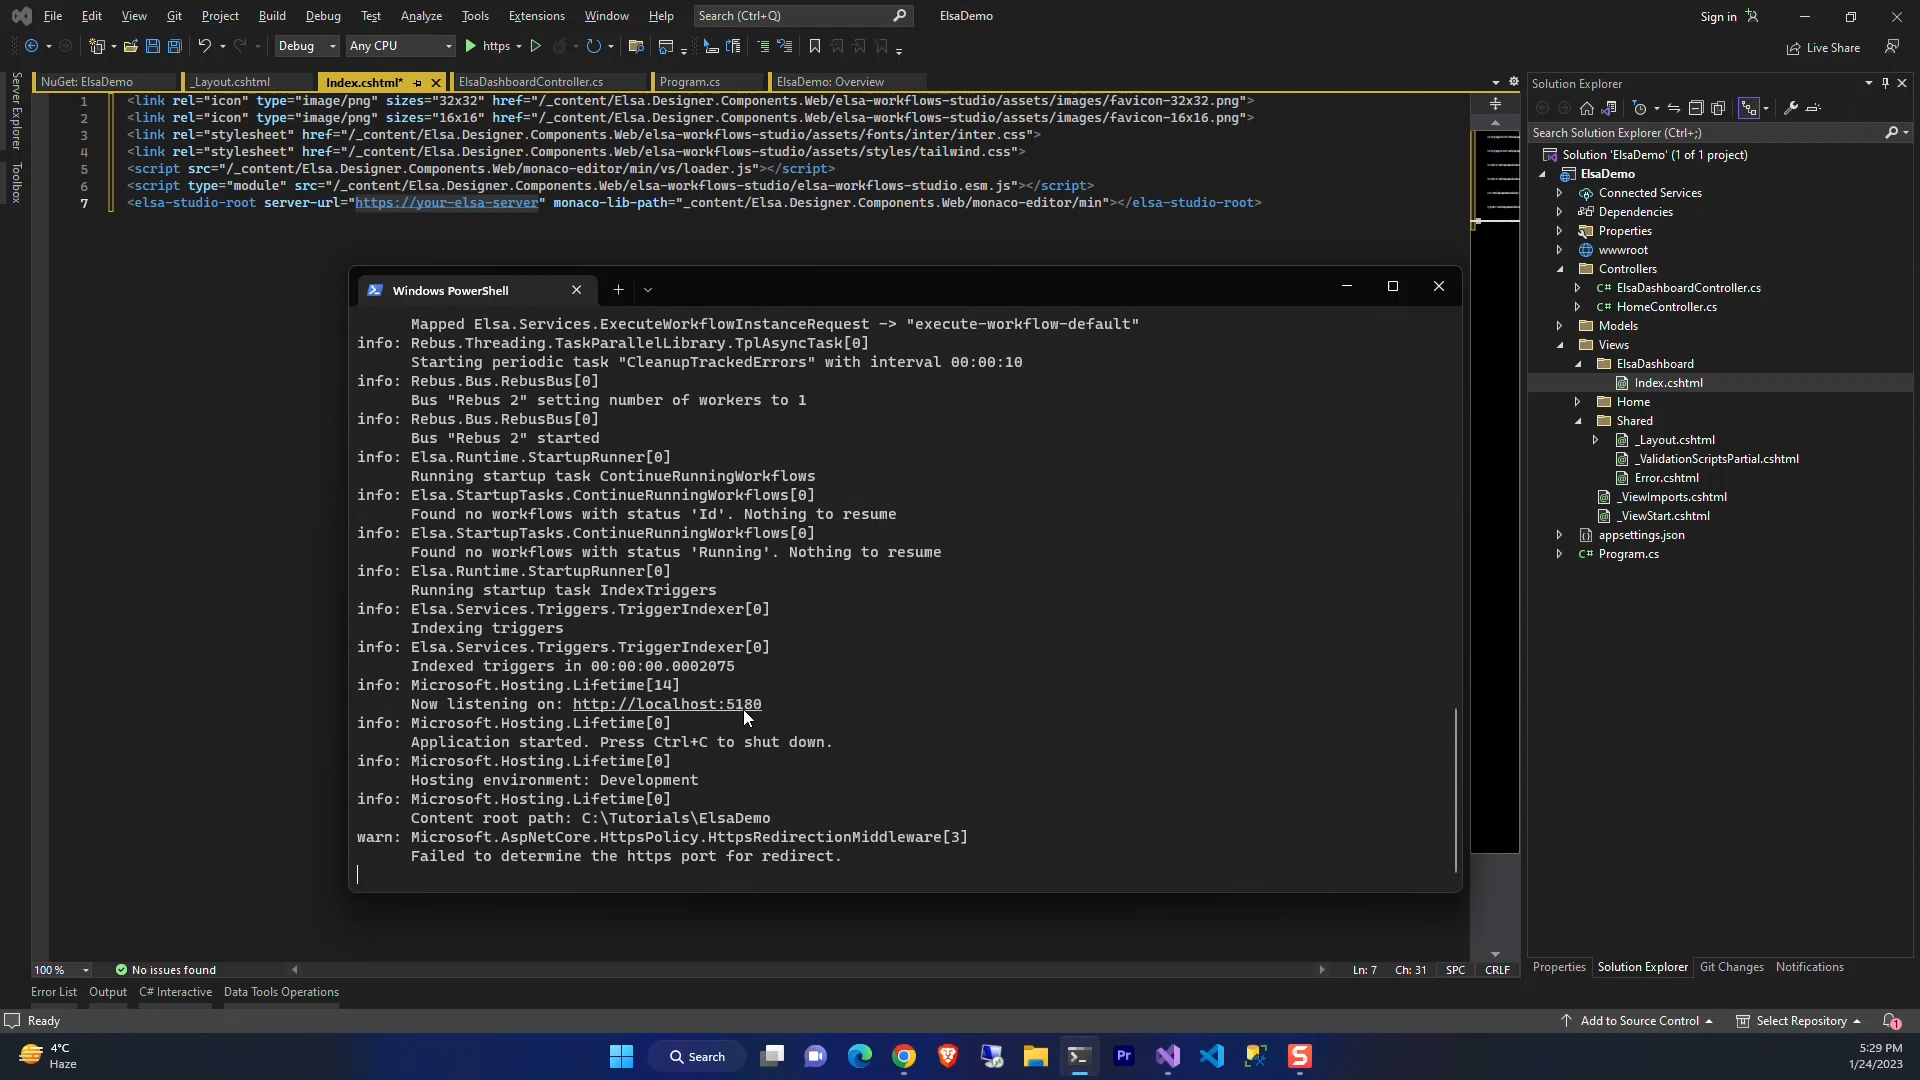 File Edit View Git Project Build Debug Test Analyze Tools Extensions Window Help Search (Ctrl+Q) ElsaDemo Sign in
Debug Any CPU https Live Share
Server Explorer
Toolbox
NuGet: ElsaDemo _Layout.cshtml Index.cshtml* ElsaDashboardController.cs Program.cs ElsaDemo: Overview
1 <link rel="icon" type="image/png" sizes="32x32" href="/_content/Elsa.Designer.Components.Web/elsa-workflows-studio/assets/images/favicon-32x32.png">
2 <link rel="icon" type="image/png" sizes="16x16" href="/_content/Elsa.Designer.Components.Web/elsa-workflows-studio/assets/images/favicon-16x16.png">
3 <link rel="stylesheet" href="/_content/Elsa.Designer.Components.Web/elsa-workflows-studio/assets/fonts/inter/inter.css">
4 <link rel="stylesheet" href="/_content/Elsa.Designer.Components.Web/elsa-workflows-studio/assets/styles/tailwind.css">
5 <script src="/_content/Elsa.Designer.Components.Web/monaco-editor/min/vs/loader.js"></script>
6 <script type="module" src="/_content/Elsa.Designer.Components.Web/elsa-workflows-studio/elsa-workflows-studio.esm.js"></script>
7 <elsa-studio-root server-url="https://your-elsa-server" monaco-lib-path="_content/Elsa.Designer.Components.Web/monaco-editor/min"></elsa-studio-root>
Windows PowerShell
Mapped Elsa.Services.ExecuteWorkflowInstanceRequest -> "execute-workflow-default"
info: Rebus.Threading.TaskParallelLibrary.TplAsyncTask[0]
Starting periodic task "CleanupTrackedErrors" with interval 00:00:10
info: Rebus.Bus.RebusBus[0]
Bus "Rebus 2" setting number of workers to 1
info: Rebus.Bus.RebusBus[0]
Bus "Rebus 2" started
info: Elsa.Runtime.StartupRunner[0]
Running startup task ContinueRunningWorkflows
info: Elsa.StartupTasks.ContinueRunningWorkflows[0]
Found no workflows with status 'Id'. Nothing to resume
info: Elsa.StartupTasks.ContinueRunningWorkflows[0]
Found no workflows with status 'Running'. Nothing to resume
info: Elsa.Runtime.StartupRunner[0]
Running startup task IndexTriggers
info: Elsa.Services.Triggers.TriggerIndexer[0]
Indexing triggers
info: Elsa.Services.Triggers.TriggerIndexer[0]
Indexed triggers in 00:00:00.0002075
info: Microsoft.Hosting.Lifetime[14]
Now listening on: http://localhost:5180
info: Microsoft.Hosting.Lifetime[0]
Application started. Press Ctrl+C to shut down.
info: Microsoft.Hosting.Lifetime[0]
Hosting environment: Development
info: Microsoft.Hosting.Lifetime[0]
Content root path: C:\Tutorials\ElsaDemo
warn: Microsoft.AspNetCore.HttpsPolicy.HttpsRedirectionMiddleware[3]
Failed to determine the https port for redirect.
Solution Explorer
Search Solution Explorer (Ctrl+;)
Solution 'ElsaDemo' (1 of 1 project)
ElsaDemo
Connected Services
Dependencies
Properties
wwwroot
Controllers
C# ElsaDashboardController.cs
C# HomeController.cs
Models
Views
ElsaDashboard
Index.cshtml
Home
Shared
_Layout.cshtml
_ValidationScriptsPartial.cshtml
Error.cshtml
_ViewImports.cshtml
_ViewStart.cshtml
appsettings.json
C# Program.cs
100 % No issues found Ln: 7 Ch: 31 SPC CRLF
Properties Solution Explorer Git Changes Notifications
Error List Output C# Interactive Data Tools Operations
Ready Add to Source Control Select Repository 1
4°C
Haze
Search
Pr
S
5:29 PM
1/24/2023